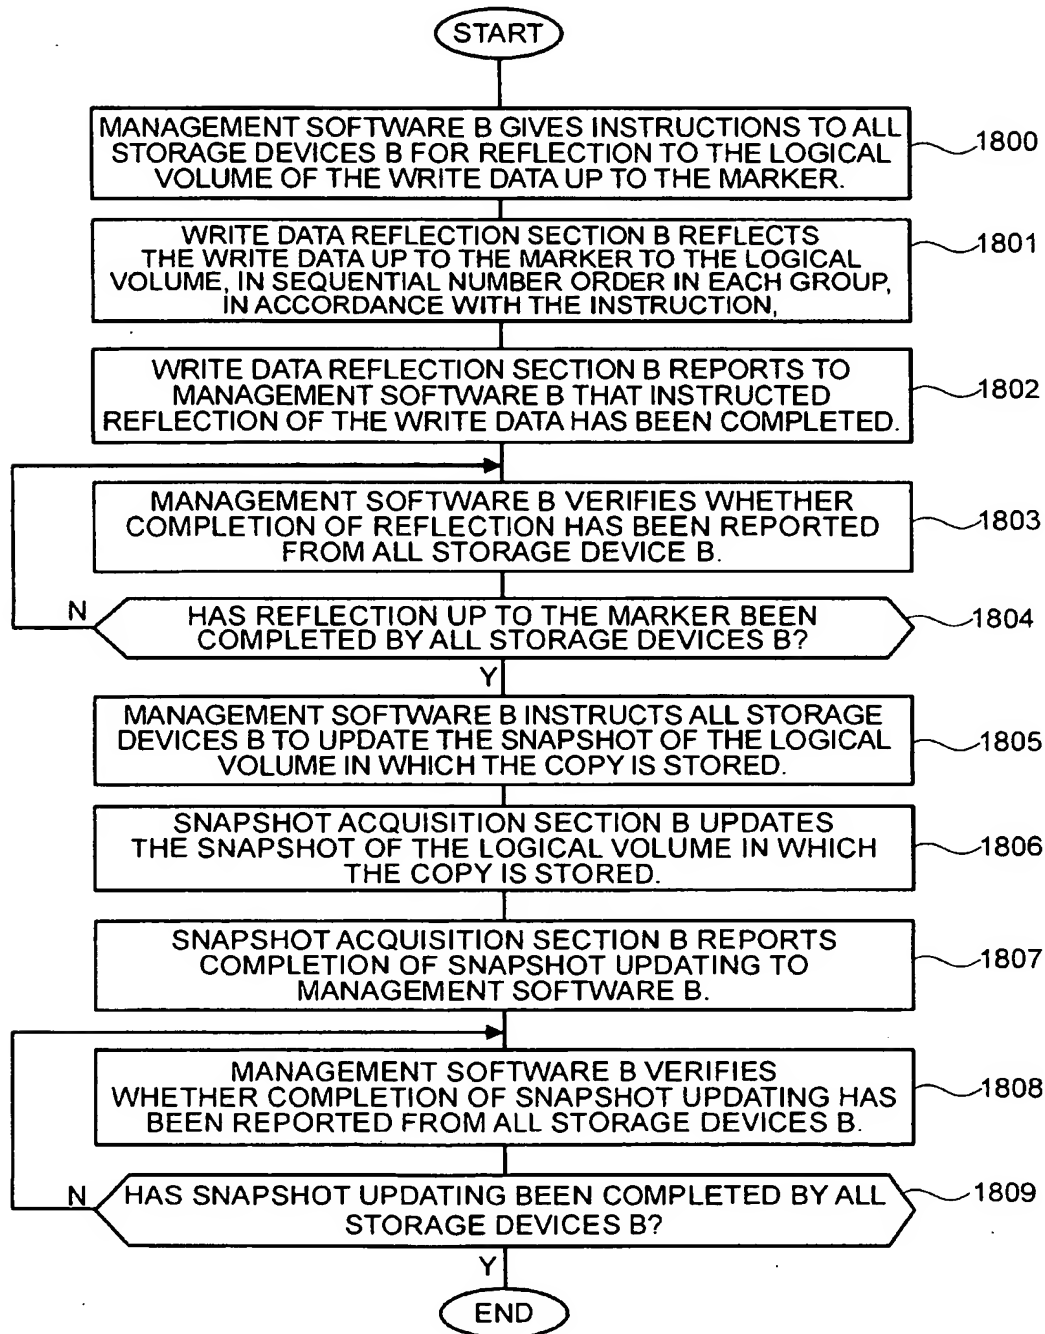 START
MANAGEMENT SOFTWARE B GIVES INSTRUCTIONS TO ALL
STORAGE DEVICES B FOR REFLECTION TO THE LOGICAL
VOLUME OF THE WRITE DATA UP TO THE MARKER.
1800
WRITE DATA REFLECTION SECTION B REFLECTS
THE WRITE DATA UP TO THE MARKER TO THE LOGICAL
VOLUME, IN SEQUENTIAL NUMBER ORDER IN EACH GROUP,
IN ACCORDANCE WITH THE INSTRUCTION,
1801
WRITE DATA REFLECTION SECTION B REPORTS TO
MANAGEMENT SOFTWARE B THAT INSTRUCTED
REFLECTION OF THE WRITE DATA HAS BEEN COMPLETED.
1802
MANAGEMENT SOFTWARE B VERIFIES WHETHER
COMPLETION OF REFLECTION HAS BEEN REPORTED
FROM ALL STORAGE DEVICE B.
1803
N
HAS REFLECTION UP TO THE MARKER BEEN
COMPLETED BY ALL STORAGE DEVICES B?
1804
Y
MANAGEMENT SOFTWARE B INSTRUCTS ALL STORAGE
DEVICES B TO UPDATE THE SNAPSHOT OF THE LOGICAL
VOLUME IN WHICH THE COPY IS STORED.
1805
SNAPSHOT ACQUISITION SECTION B UPDATES
THE SNAPSHOT OF THE LOGICAL VOLUME IN WHICH
THE COPY IS STORED.
1806
SNAPSHOT ACQUISITION SECTION B REPORTS
COMPLETION OF SNAPSHOT UPDATING TO
MANAGEMENT SOFTWARE B.
1807
MANAGEMENT SOFTWARE B VERIFIES
WHETHER COMPLETION OF SNAPSHOT UPDATING HAS
BEEN REPORTED FROM ALL STORAGE DEVICES B.
1808
N
HAS SNAPSHOT UPDATING BEEN COMPLETED BY ALL
STORAGE DEVICES B?
1809
Y
END